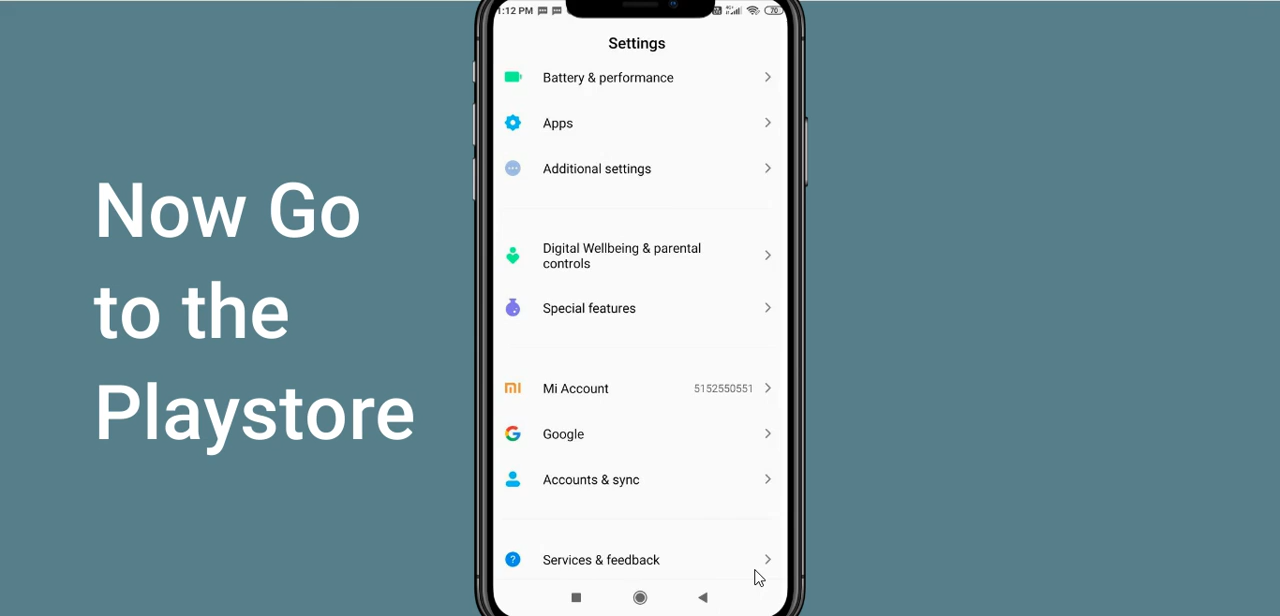 Now Go
to the
Playstore
1:12 PM
70
Settings
Battery & performance
Apps
Additional settings
Digital Wellbeing & parental
controls
Special features
Mi Account 5152550551
Google
Accounts & sync
Services & feedback